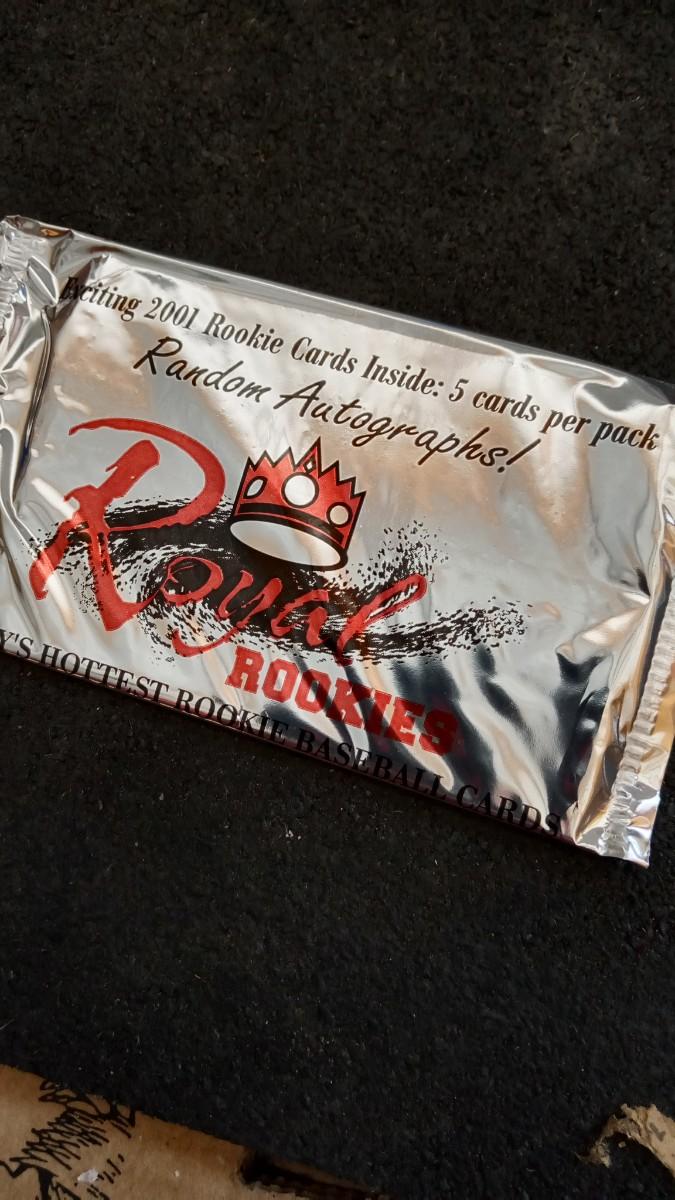 Exciting 2001 Rookie Cards Inside: 5 cards per pack
Random Autographs!
Royal
ROOKIES
Y'S HOTTEST ROOKIE BASEBALL CARDS